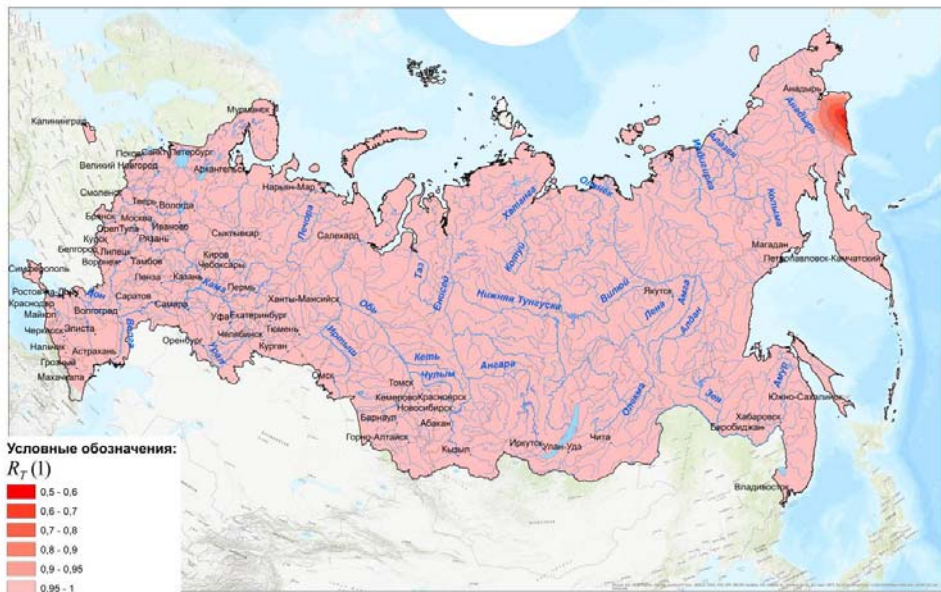 Анадырь
Анадырь
Мурманск
Калининград
Псков
Санкт-Петербург
Великий Новгород
Архангельск
Смоленск
Нарьян-Мар
Тверь
Вологда
Печора
Салехард
Хатанга
Индигирка
Колыма
Брянск
Москва
Иваново
Орел
Тула
Рязань
Сыктывкар
Курск
Белгород
Липецк
Воронеж
Тамбов
Киров
Чебоксары
Пенза
Казань
Кама
Пермь
Таз
Енисей
Котуй
Нижняя Тунгуска
Вилюй
Якутск
Лена
Амга
Алдан
Магадан
Петропавловск-Камчатский
Симферополь
Ростов-на-Дону
Дон
Краснодар
Майкоп
Саратов
Самара
Волгоград
Черкесск
Элиста
Волга
Нальчик
Астрахань
Грозный
Махачкала
Оренбург
Урал
Уфа
Екатеринбург
Челябинск
Тюмень
Курган
Ханты-Мансийск
Обь
Иртыш
Омск
Кеть
Чулым
Ангара
Томск
Кемерово
Красноярск
Новосибирск
Барнаул
Абакан
Горно-Алтайск
Кызыл
Иркутск
Улан-Удэ
Чита
Олекма
Зея
Амур
Южно-Сахалинск
Хабаровск
Биробиджан
Владивосток
Условные обозначения:
R_T (1)
0,5 - 0,6
0,6 - 0,7
0,7 - 0,8
0,8 - 0,9
0,9 - 0,95
0,95 - 1